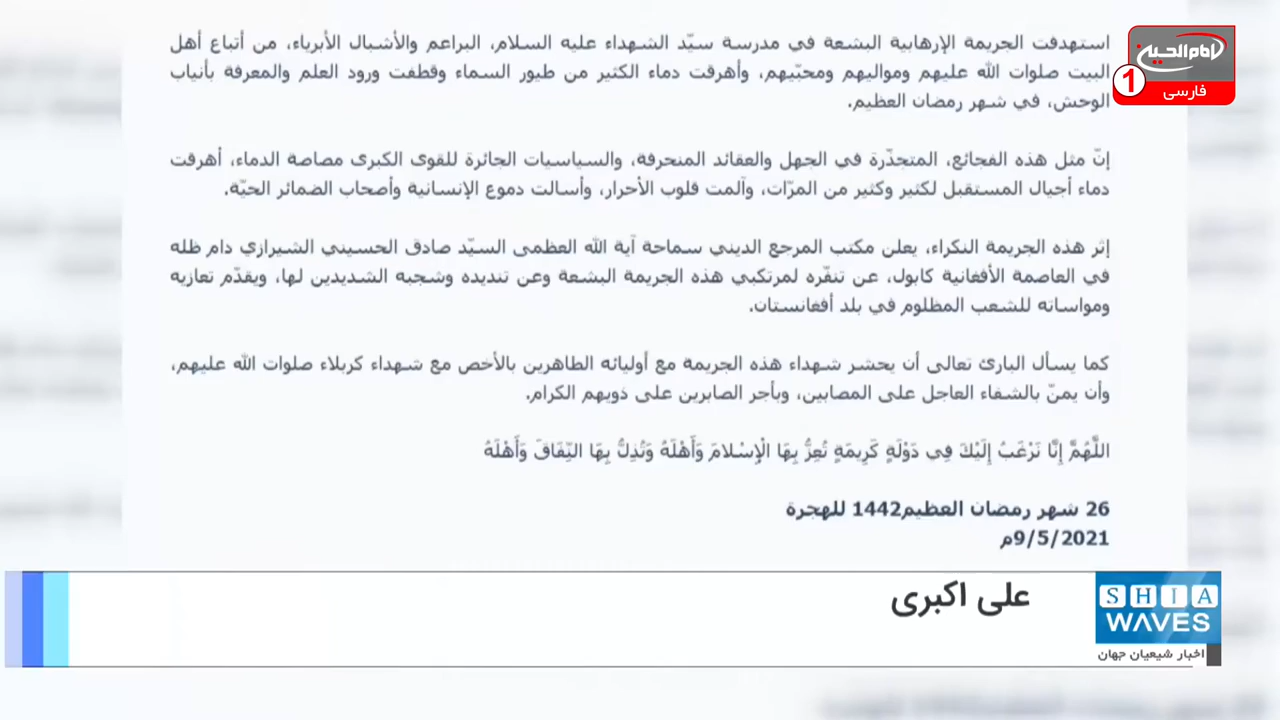 استهدفت الجريمة الإرهابية البشعة في مدرسة سيّد الشهداء عليه السلام، البراعم والأشبال الأبرياء، من أتباع أهل
البيت صلوات الله عليهم ومواليهم ومحبّيهم، وأهرقت دماء الكثير من طيور السماء وقطفت ورود العلم والمعرفة بأنياب
الوحش، في شهر رمضان العظيم.
إنّ مثل هذه الفجائع، المتجذّرة في الجهل والعقائد المنحرفة، والسياسيات الجائرة للقوى الكبرى مصاصة الدماء، أهرقت
دماء أجيال المستقبل لكثير وكثير من المرّات، وآلمت قلوب الأحرار، وأسالت دموع الإنسانية وأصحاب الضمائر الحيّة.
إثر هذه الجريمة النكراء، يعلن مكتب المرجع الديني سماحة آية الله العظمى السيّد صادق الحسيني الشيرازي دام ظله
في العاصمة الأفغانية كابول، عن تنفّره لمرتكبي هذه الجريمة البشعة وعن تنديده وشجبه الشديدين لها، ويقدّم تعازيه
ومواساته للشعب المظلوم في بلد أفغانستان.
كما يسأل البارئ تعالى أن يحشر شهداء هذه الجريمة مع أوليائه الطاهرين بالأخص مع شهداء كربلاء صلوات الله عليهم،
وأن يمنّ بالشفاء العاجل على المصابين، وبأجر الصابرين على ذويهم الكرام.
اللَّهُمَّ إِنَّا نَرْغَبُ إِلَيْكَ فِي دَوْلَةٍ كَرِيمَةٍ تُعِزُّ بِهَا الْإِسْلامَ وَأَهْلَهُ وَتُذِلُّ بِهَا النِّفَاقَ وَأَهْلَهُ
26 شهر رمضان العظيم1442 للهجرة
9/5/2021م
امام الحسین
1
فارسی
علی اکبری
SHIA
WAVES
اخبار شیعیان جهان